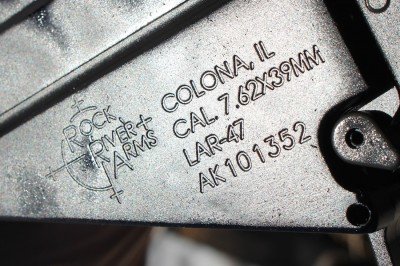 ROCK
RIVER
ARMS
COLONA, IL
CAL. 7.62X39MM
LAR-47
AK101352